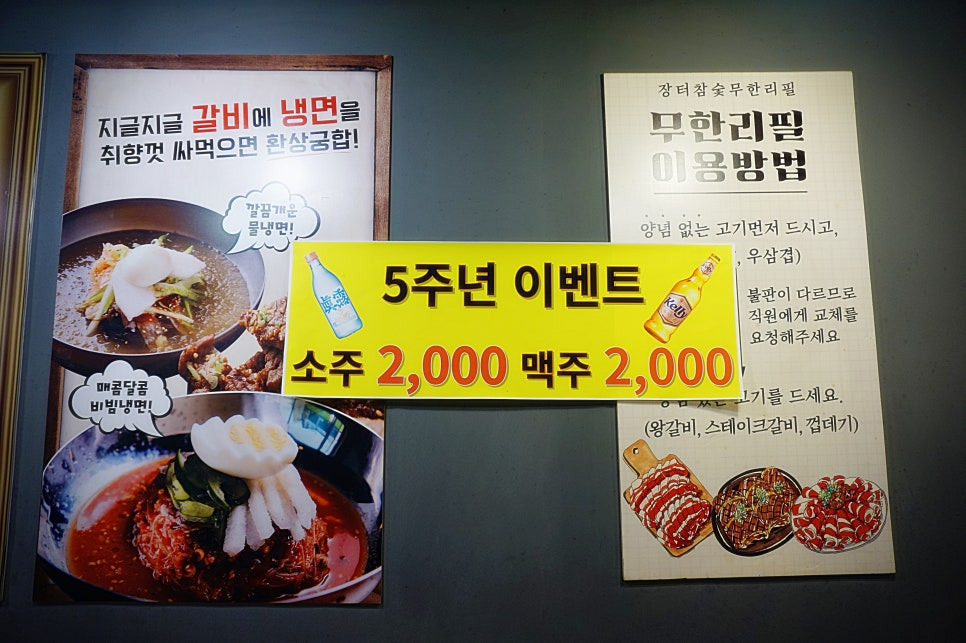 지글지글 갈비에 냉면을
취향껏 싸먹으면 환상궁합!
깔끔개운
물냉면!
매콤달콤
비빔냉면!
5주년 이벤트
Kelly
소주 2,000 맥주 2,000
장터참숯무한리필
무한리필
이용방법
양념 없는 고기먼저 드시고,
, 우삼겹)
불판이 다르므로
직원에게 교체를
요청해주세요
고기를 드세요.
(왕갈비, 스테이크갈비, 껍데기)